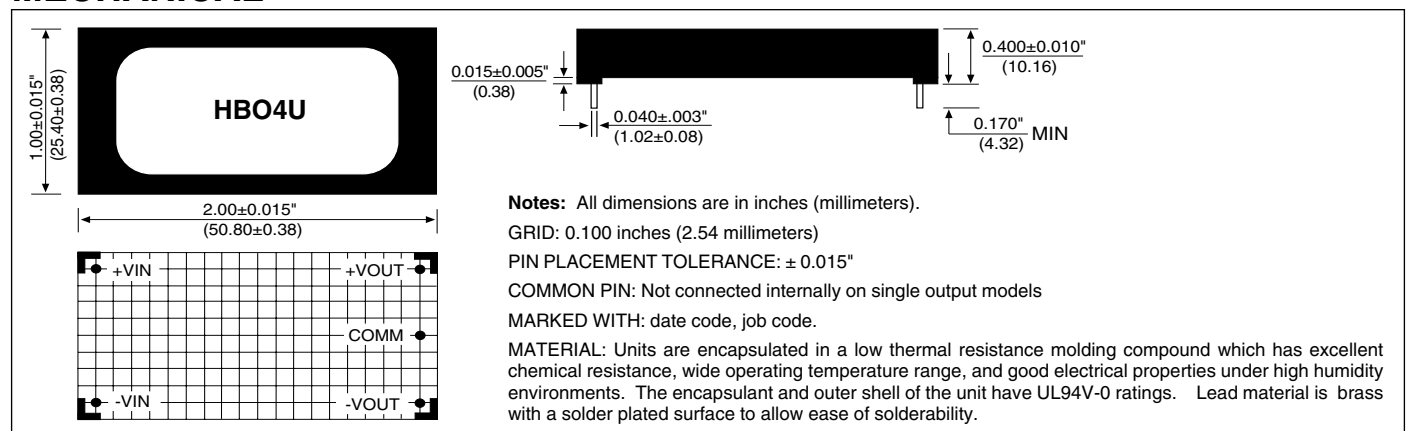 MECHANICAL
1.00±0.015"
(25.40±0.38)
HBO4U
2.00±0.015"
(50.80±0.38)
0.015±0.005"
(0.38)
0.040±.003"
(1.02±0.08)
0.400±0.010"
(10.16)
0.170" MIN
(4.32)
+VIN
+VOUT
COMM
-VIN
-VOUT
Notes: All dimensions are in inches (millimeters).
GRID: 0.100 inches (2.54 millimeters)
PIN PLACEMENT TOLERANCE: ± 0.015"
COMMON PIN: Not connected internally on single output models
MARKED WITH: date code, job code.
MATERIAL: Units are encapsulated in a low thermal resistance molding compound which has excellent
chemical resistance, wide operating temperature range, and good electrical properties under high humidity
environments. The encapsulant and outer shell of the unit have UL94V-0 ratings. Lead material is brass
with a solder plated surface to allow ease of solderability.